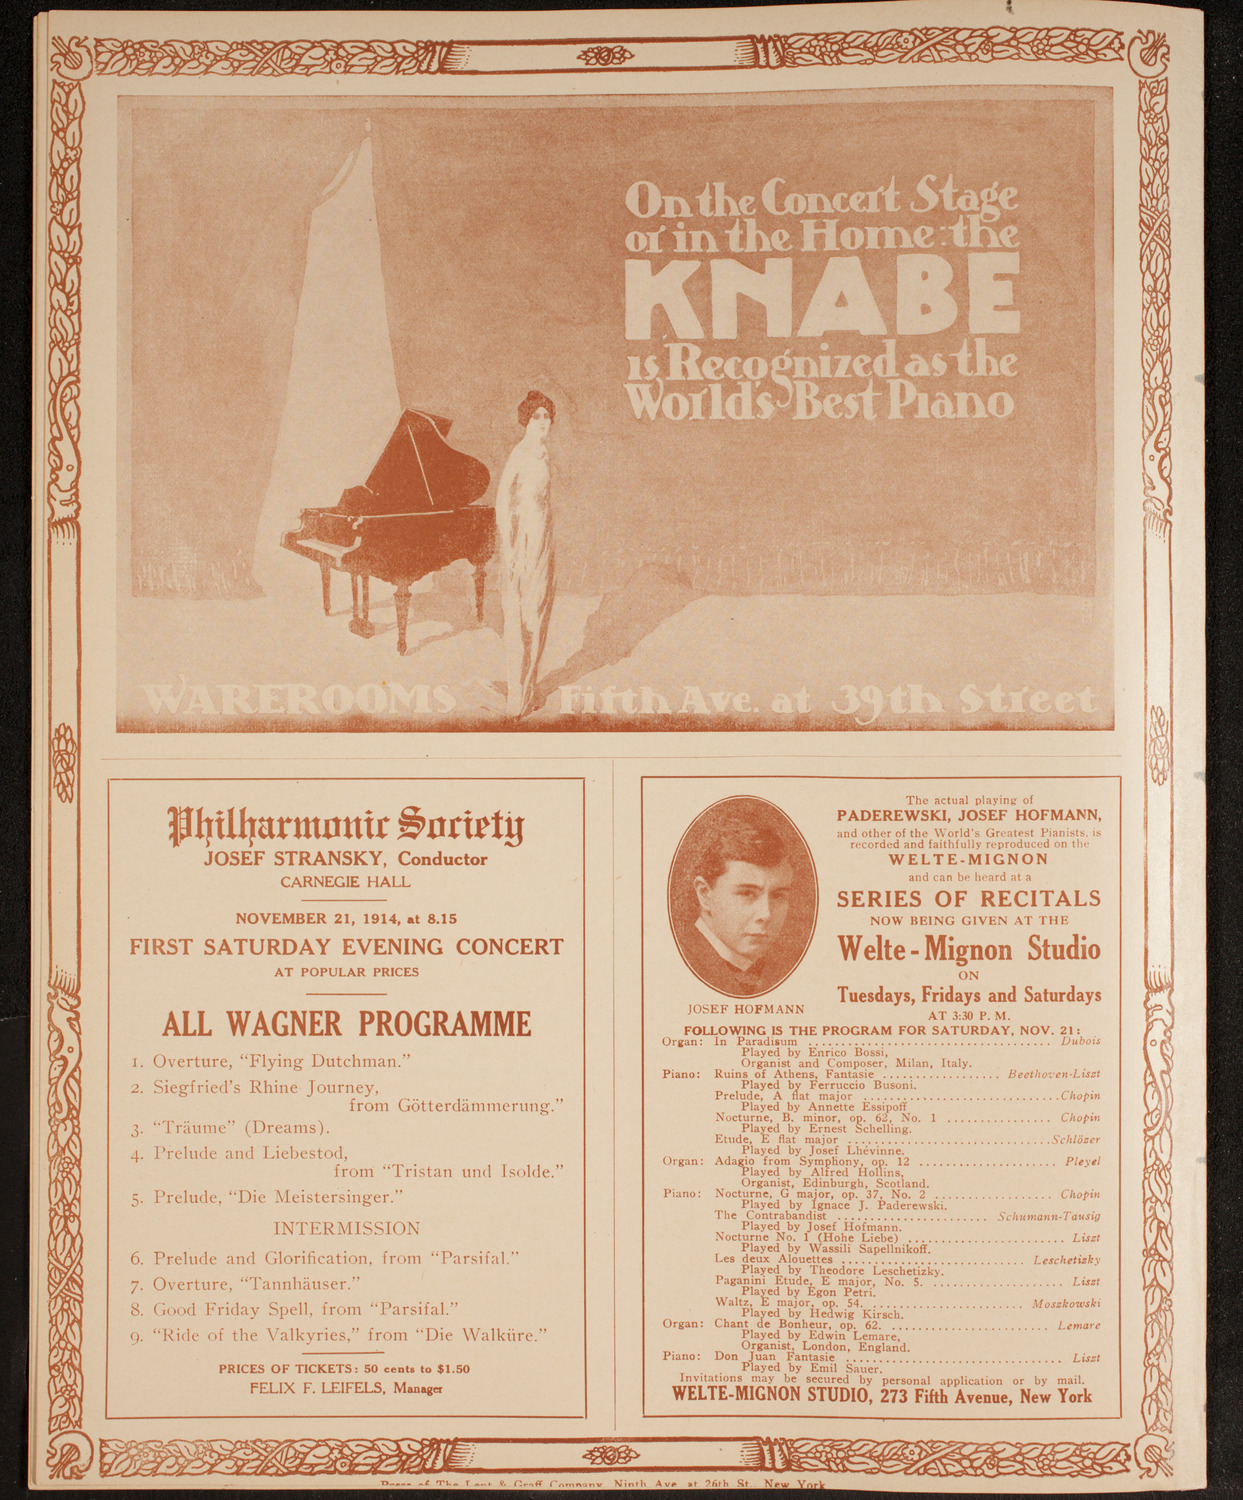 On the Concert Stage
or in the Home: the
KNABE
is Recognized as the
World's Best Piano
WAREROOMS Fifth Ave. at 39th Street
Philharmonic Society
JOSEF STRANSKY, Conductor
CARNEGIE HALL
NOVEMBER 21, 1914, at 8.15
FIRST SATURDAY EVENING CONCERT
AT POPULAR PRICES
ALL WAGNER PROGRAMME
1. Overture, "Flying Dutchman."
2. Siegfried's Rhine Journey,
from Götterdämmerung."
3. "Träume" (Dreams).
4. Prelude and Liebestod,
from "Tristan und Isolde."
5. Prelude, "Die Meistersinger."
INTERMISSION
6. Prelude and Glorification, from "Parsifal."
7. Overture, "Tannhäuser."
8. Good Friday Spell, from "Parsifal."
9. "Ride of the Valkyries," from "Die Walküre."
PRICES OF TICKETS: 50 cents to $1.50
FELIX F. LEIFELS, Manager
The actual playing of
PADEREWSKI, JOSEF HOFMANN,
and other of the World's Greatest Pianists, is
recorded and faithfully reproduced on the
WELTE-MIGNON
and can be heard at a
SERIES OF RECITALS
NOW BEING GIVEN AT THE
Welte-Mignon Studio
ON
Tuesdays, Fridays and Saturdays
AT 3:30 P. M.
JOSEF HOFMANN
FOLLOWING IS THE PROGRAM FOR SATURDAY, NOV. 21:
Organ: In Paradisum ........ Dubois
Played by Enrico Bossi,
Organist and Composer, Milan, Italy.
Piano: Ruins of Athens, Fantasie ........ Beethoven-Liszt
Played by Ferruccio Busoni.
Prelude, A flat major ........ Chopin
Played by Annette Essipoff
Nocturne, B. minor, op. 62, No. 1 ........ Chopin
Played by Ernest Schelling.
Etude, E flat major ........ Schlözer
Played by Josef Lhévinne.
Organ: Adagio from Symphony, op. 12 ........ Pleyel
Played by Alfred Hollins,
Organist, Edinburgh, Scotland.
Piano: Nocturne, G major, op. 37, No. 2 ........ Chopin
Played by Ignace J. Paderewski.
The Contrabandist ........ Schumann-Tausig
Played by Josef Hofmann.
Nocturne No. 1 (Hohe Liebe) ........ Liszt
Played by Wassili Sapellnikoff.
Les deux Alouettes ........ Leschetizky
Played by Theodore Leschetizky.
Paganini Etude, E major, No. 5. ........ Liszt
Played by Egon Petri.
Waltz, E major, op. 54. ........ Moszkowski
Played by Hedwig Kirsch.
Organ: Chant de Bonheur, op. 62. ........ Lemare
Played by Edwin Lemare,
Organist, London, England.
Piano: Don Juan Fantasie ........ Liszt
Played by Emil Sauer.
Invitations may be secured by personal application or by mail.
WELTE-MIGNON STUDIO, 273 Fifth Avenue, New York
Press of The Lent & Graff Company, Ninth Ave. at 26th St., New York